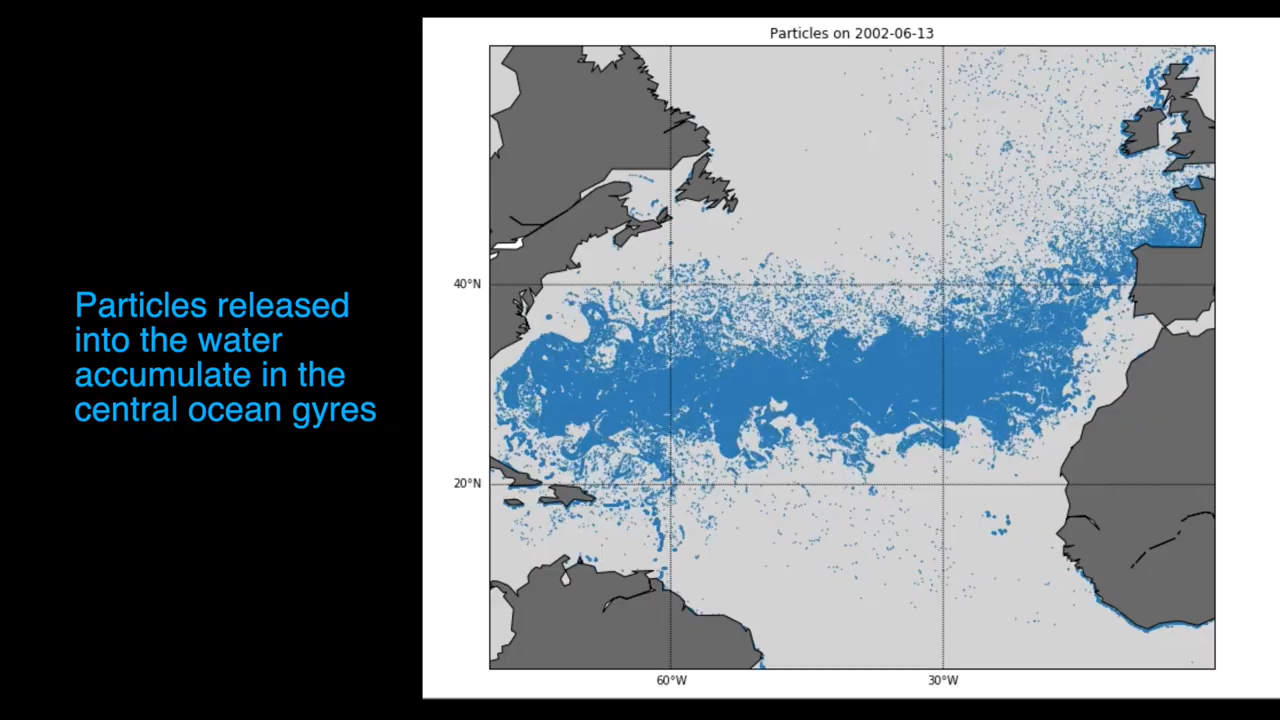 Particles on 2002-06-13
Particles released
into the water
accumulate in the
central ocean gyres
40°N
20°N
60°W
30°W